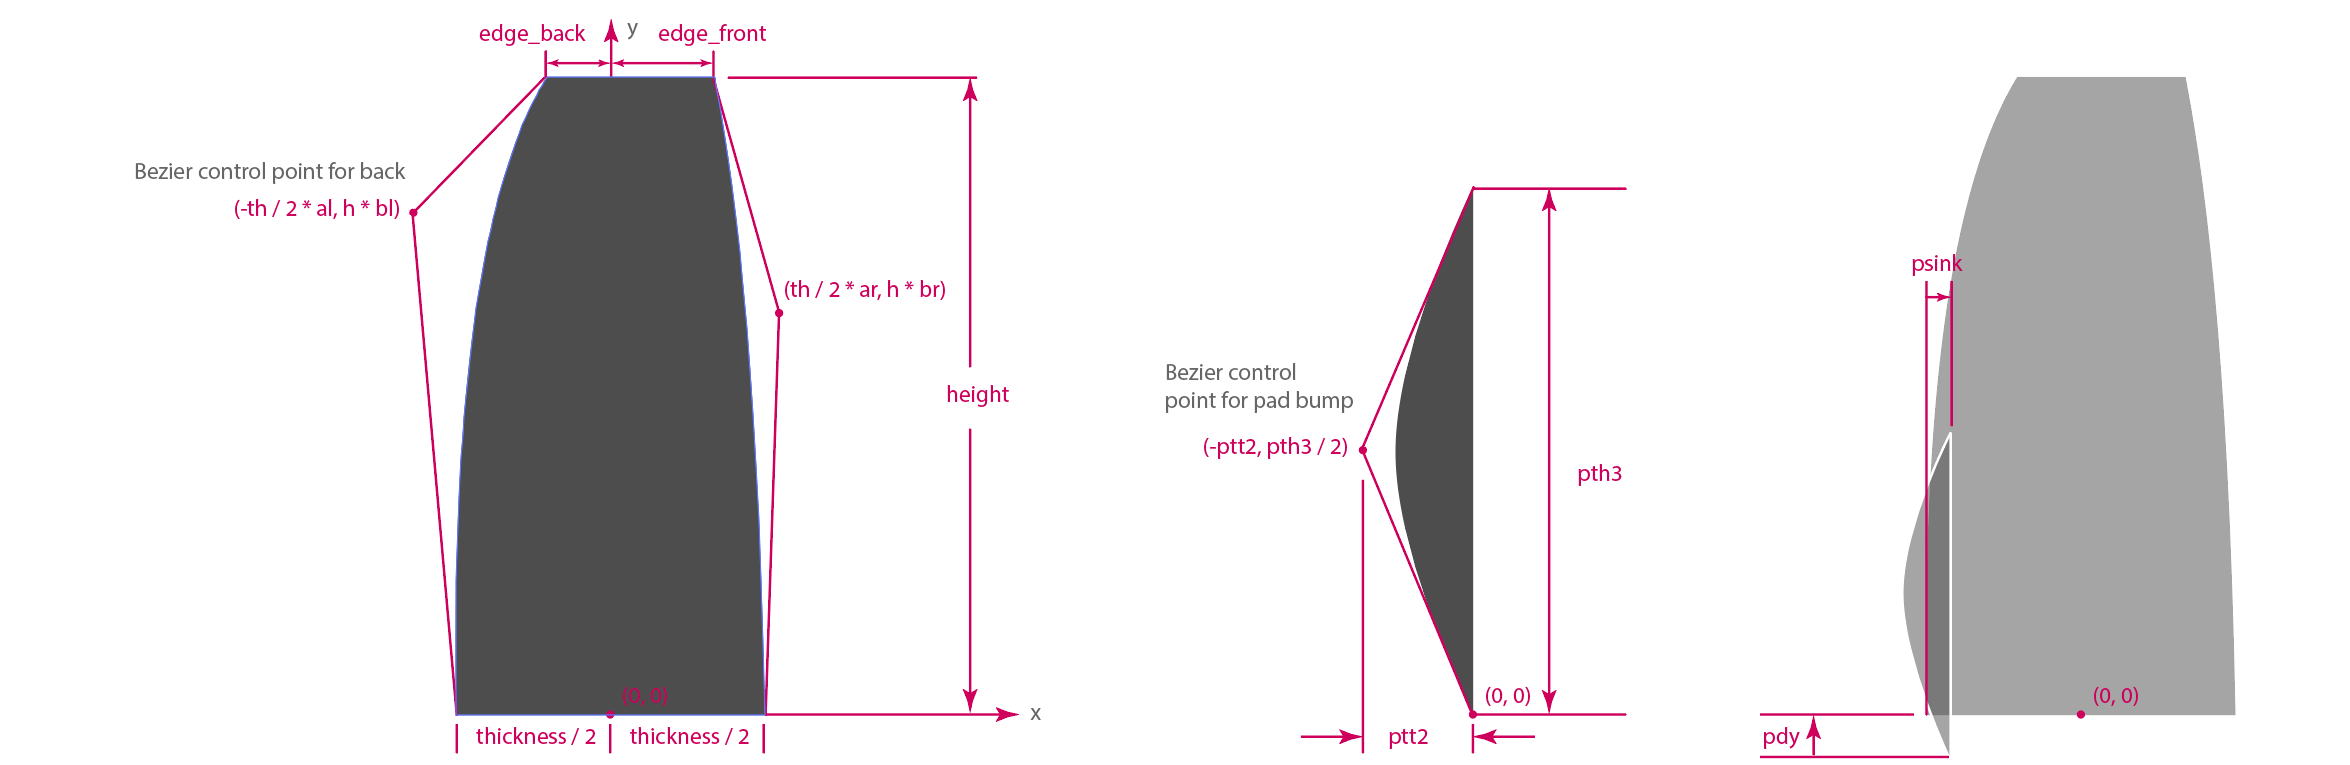 edge_back
y
edge_front
Bezier control point for back
(-th / 2 * al, h * bl)
(th / 2 * ar, h * br)
height
(0, 0)
x
thickness / 2
thickness / 2
Bezier control
point for pad bump
(-ptt2, pth3 / 2)
pth3
(0, 0)
ptt2
psink
(0, 0)
pdy